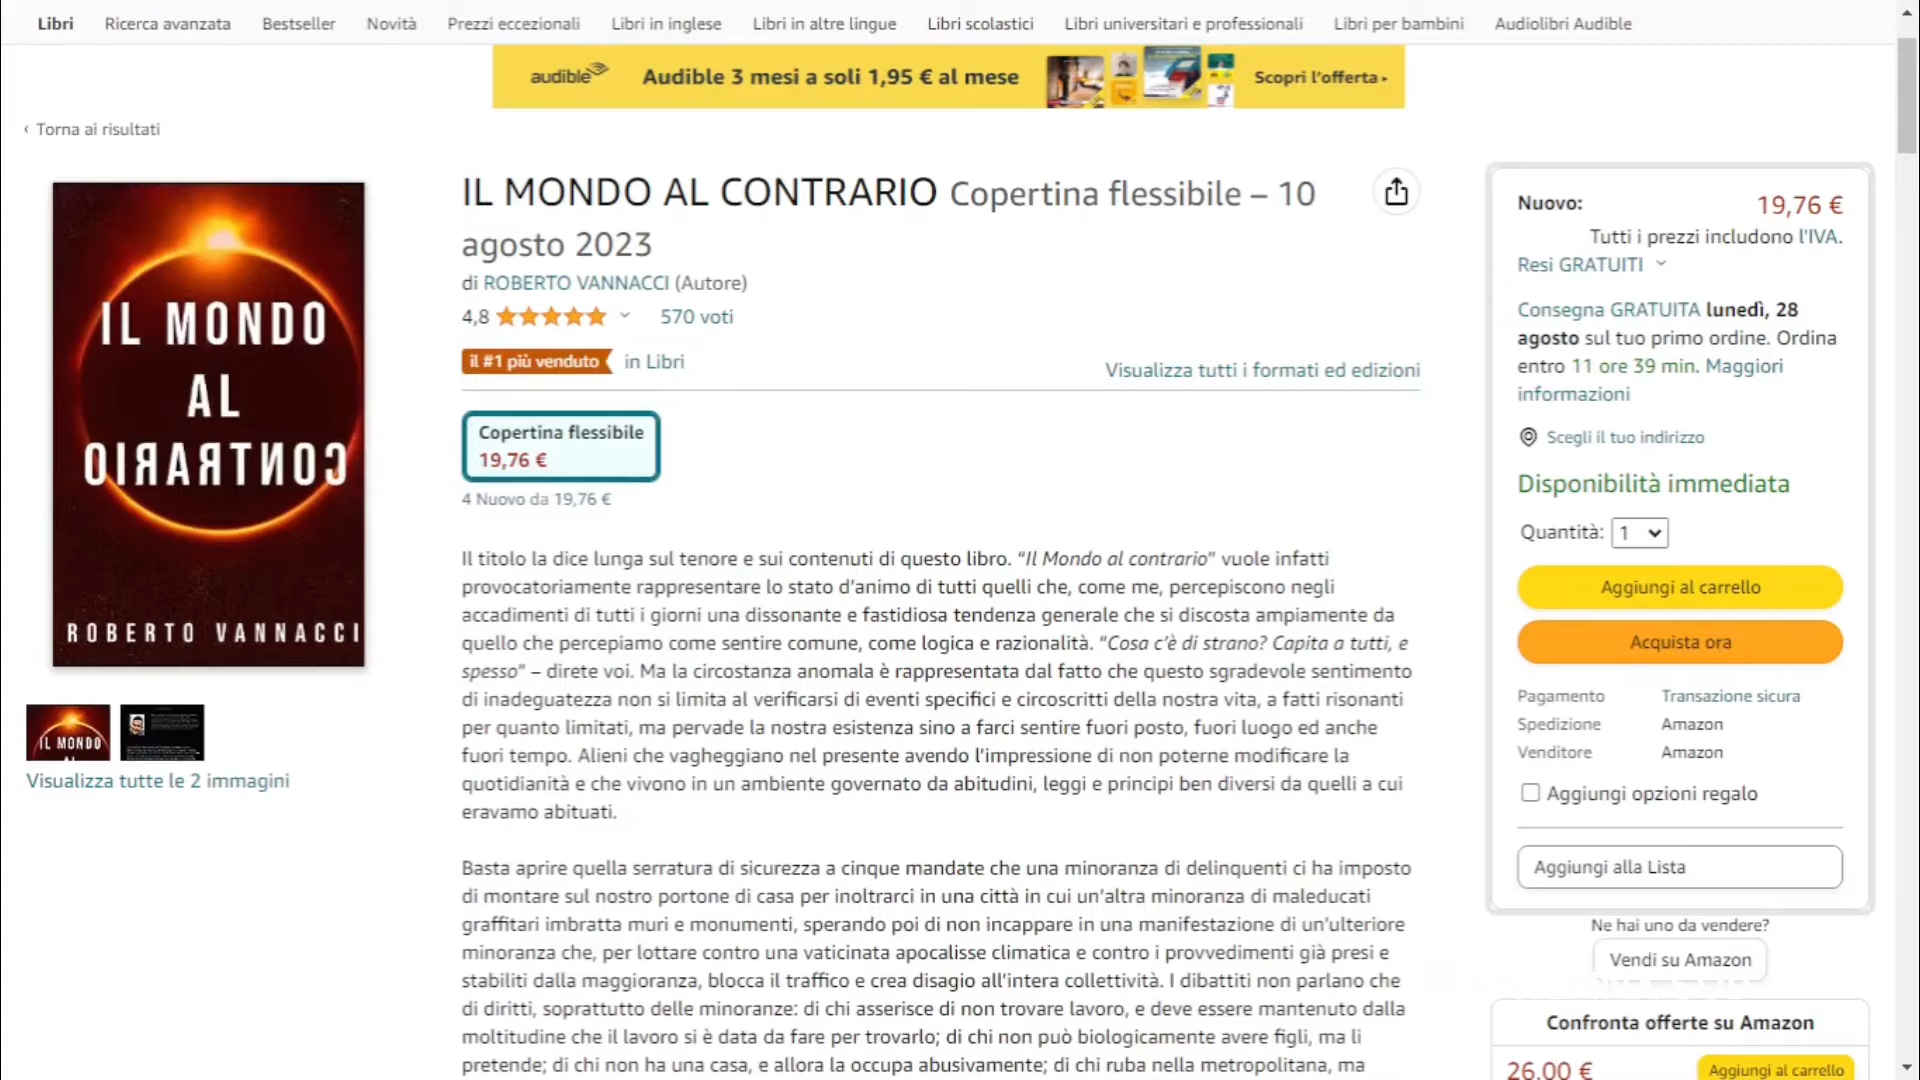 Libri Ricerca avanzata Bestseller Novità Prezzi eccezionali Libri in inglese Libri in altre lingue Libri scolastici Libri universitari e professionali Libri per bambini Audiolibri Audible
audible Audible 3 mesi a soli 1,95 € al mese Scopri l'offerta ▸
‹ Torna ai risultati
IL MONDO
AL
CONTRARIO
ROBERTO VANNACCI
IL MONDO
Visualizza tutte le 2 immagini
IL MONDO AL CONTRARIO Copertina flessibile – 10
agosto 2023
di ROBERTO VANNACCI (Autore)
4,8 570 voti
il #1 più venduto in Libri
Visualizza tutti i formati ed edizioni
Copertina flessibile
19,76 €
4 Nuovo da 19,76 €
Il titolo la dice lunga sul tenore e sui contenuti di questo libro. “Il Mondo al contrario” vuole infatti
provocatoriamente rappresentare lo stato d’animo di tutti quelli che, come me, percepiscono negli
accadimenti di tutti i giorni una dissonante e fastidiosa tendenza generale che si discosta ampiamente da
quello che percepiamo come sentire comune, come logica e razionalità. “Cosa c’è di strano? Capita a tutti, e
spesso” – direte voi. Ma la circostanza anomala è rappresentata dal fatto che questo sgradevole sentimento
di inadeguatezza non si limita al verificarsi di eventi specifici e circoscritti della nostra vita, a fatti risonanti
per quanto limitati, ma pervade la nostra esistenza sino a farci sentire fuori posto, fuori luogo ed anche
fuori tempo. Alieni che vagheggiano nel presente avendo l’impressione di non poterne modificare la
quotidianità e che vivono in un ambiente governato da abitudini, leggi e principi ben diversi da quelli a cui
eravamo abituati.
Basta aprire quella serratura di sicurezza a cinque mandate che una minoranza di delinquenti ci ha imposto
di montare sul nostro portone di casa per inoltrarci in una città in cui un’altra minoranza di maleducati
graffitari imbratta muri e monumenti, sperando poi di non incappare in una manifestazione di un’ulteriore
minoranza che, per lottare contro una vaticinata apocalisse climatica e contro i provvedimenti già presi e
stabiliti dalla maggioranza, blocca il traffico e crea disagio all’intera collettività. I dibattiti non parlano che
di diritti, soprattutto delle minoranze: di chi asserisce di non trovare lavoro, e deve essere mantenuto dalla
moltitudine che il lavoro si è data da fare per trovarlo; di chi non può biologicamente avere figli, ma li
pretende; di chi non ha una casa, e allora la occupa abusivamente; di chi ruba nella metropolitana, ma
Nuovo: 19,76 €
Tutti i prezzi includono l'IVA.
Resi GRATUITI
Consegna GRATUITA lunedì, 28
agosto sul tuo primo ordine. Ordina
entro 11 ore 39 min. Maggiori
informazioni
Scegli il tuo indirizzo
Disponibilità immediata
Quantità: 1
Aggiungi al carrello
Acquista ora
Pagamento Transazione sicura
Spedizione Amazon
Venditore Amazon
Aggiungi opzioni regalo
Aggiungi alla Lista
Ne hai uno da vendere?
Vendi su Amazon
Confronta offerte su Amazon
26,00 € Aggiungi al carrello